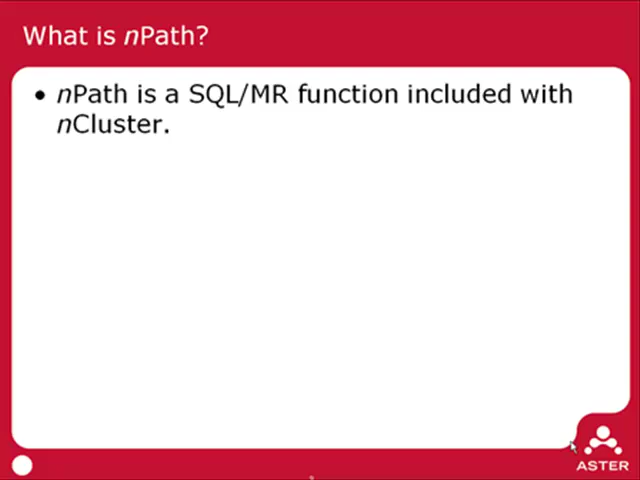 What is nPath?
• nPath is a SQL/MR function included with
nCluster.
ASTER